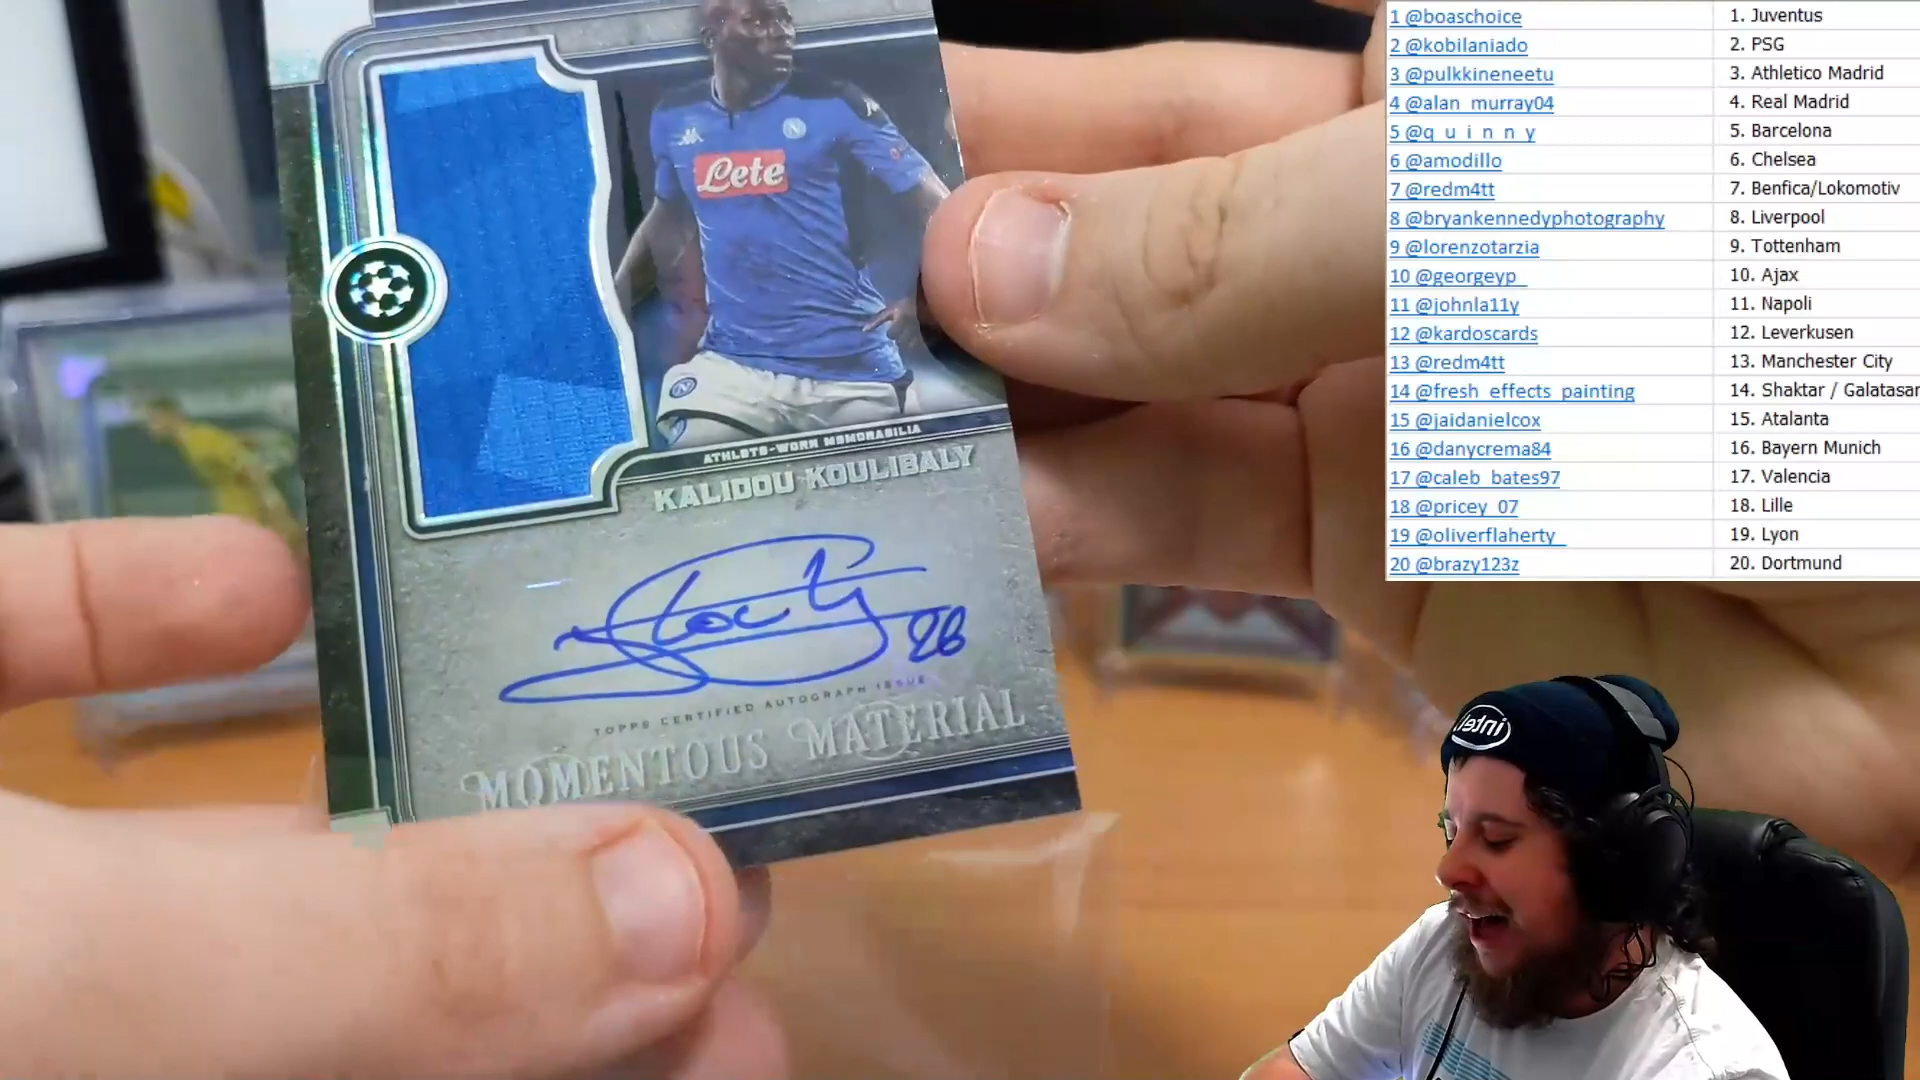 Lete
ATHLETE-WORN MEMORABILIA
KALIDOU KOULIBALY
26
TOPPS CERTIFIED AUTOGRAPH ISSUE
MOMENTOUS MATERIAL
1 @boaschoice 1. Juventus
2 @kobilaniado 2. PSG
3 @pulkkineneetu 3. Athletico Madrid
4 @alan_murray04 4. Real Madrid
5 @q_u_i_n_n_y 5. Barcelona
6 @amodillo 6. Chelsea
7 @redm4tt 7. Benfica/Lokomotiv
8 @bryankennedyphotography 8. Liverpool
9 @lorenzotarzia 9. Tottenham
10 @georgeyp_ 10. Ajax
11 @johnla11y 11. Napoli
12 @kardoscards 12. Leverkusen
13 @redm4tt 13. Manchester City
14 @fresh_effects_painting 14. Shaktar / Galatasar
15 @jaidanielcox 15. Atalanta
16 @danycrema84 16. Bayern Munich
17 @caleb_bates97 17. Valencia
18 @pricey_07 18. Lille
19 @oliverflaherty_ 19. Lyon
20 @brazy123z 20. Dortmund
intel